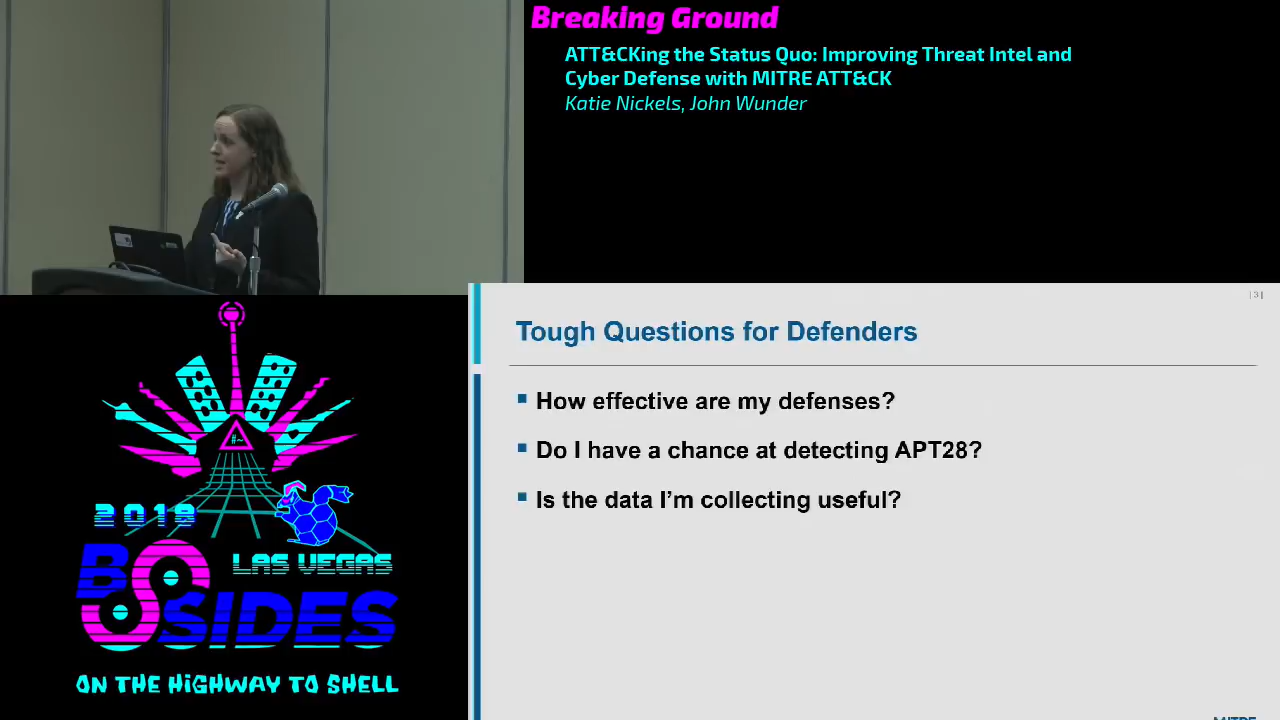 Breaking Ground
ATT&CKing the Status Quo: Improving Threat Intel and
Cyber Defense with MITRE ATT&CK
Katie Nickels, John Wunder
| 3 |
Tough Questions for Defenders
▪ How effective are my defenses?
▪ Do I have a chance at detecting APT28?
▪ Is the data I'm collecting useful?
MITRE
#~
2018
LAS VEGAS
BSIDES
ON THE HIGHWAY TO SHELL